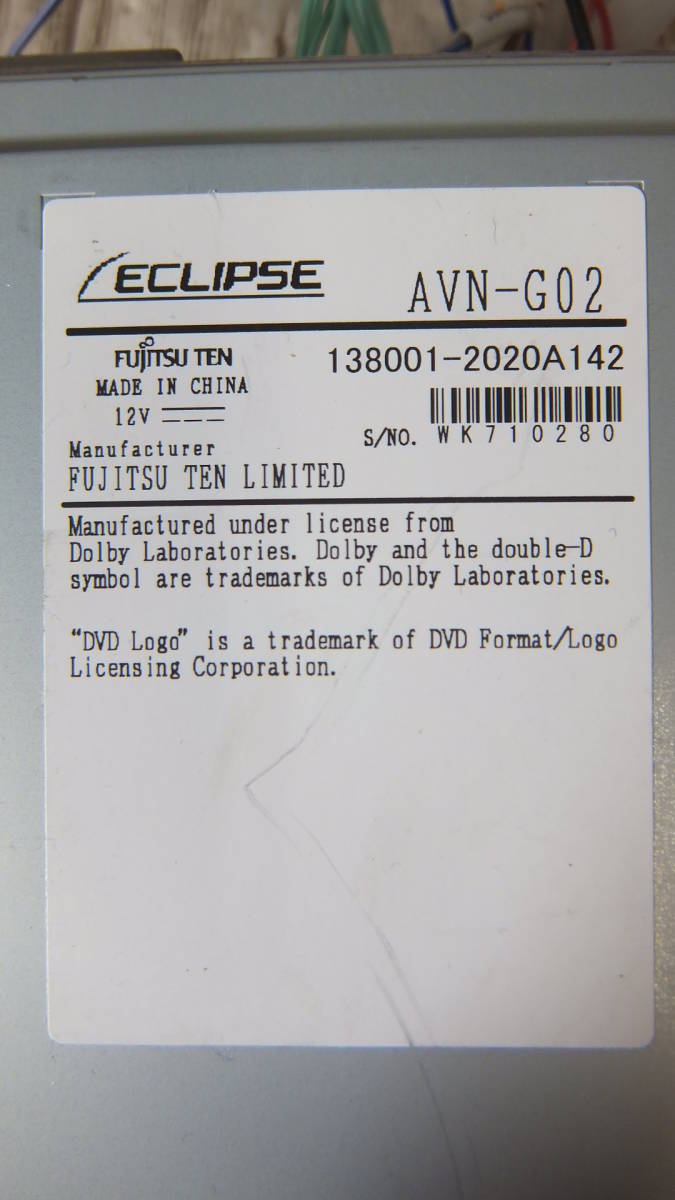 ECLIPSE AVN-G02
FUJITSU TEN 138001-2020A142
MADE IN CHINA
12V
S/NO. WK710280
Manufacturer
FUJITSU TEN LIMITED
Manufactured under license from
Dolby Laboratories. Dolby and the double-D
symbol are trademarks of Dolby Laboratories.
“DVD Logo” is a trademark of DVD Format/Logo
Licensing Corporation.